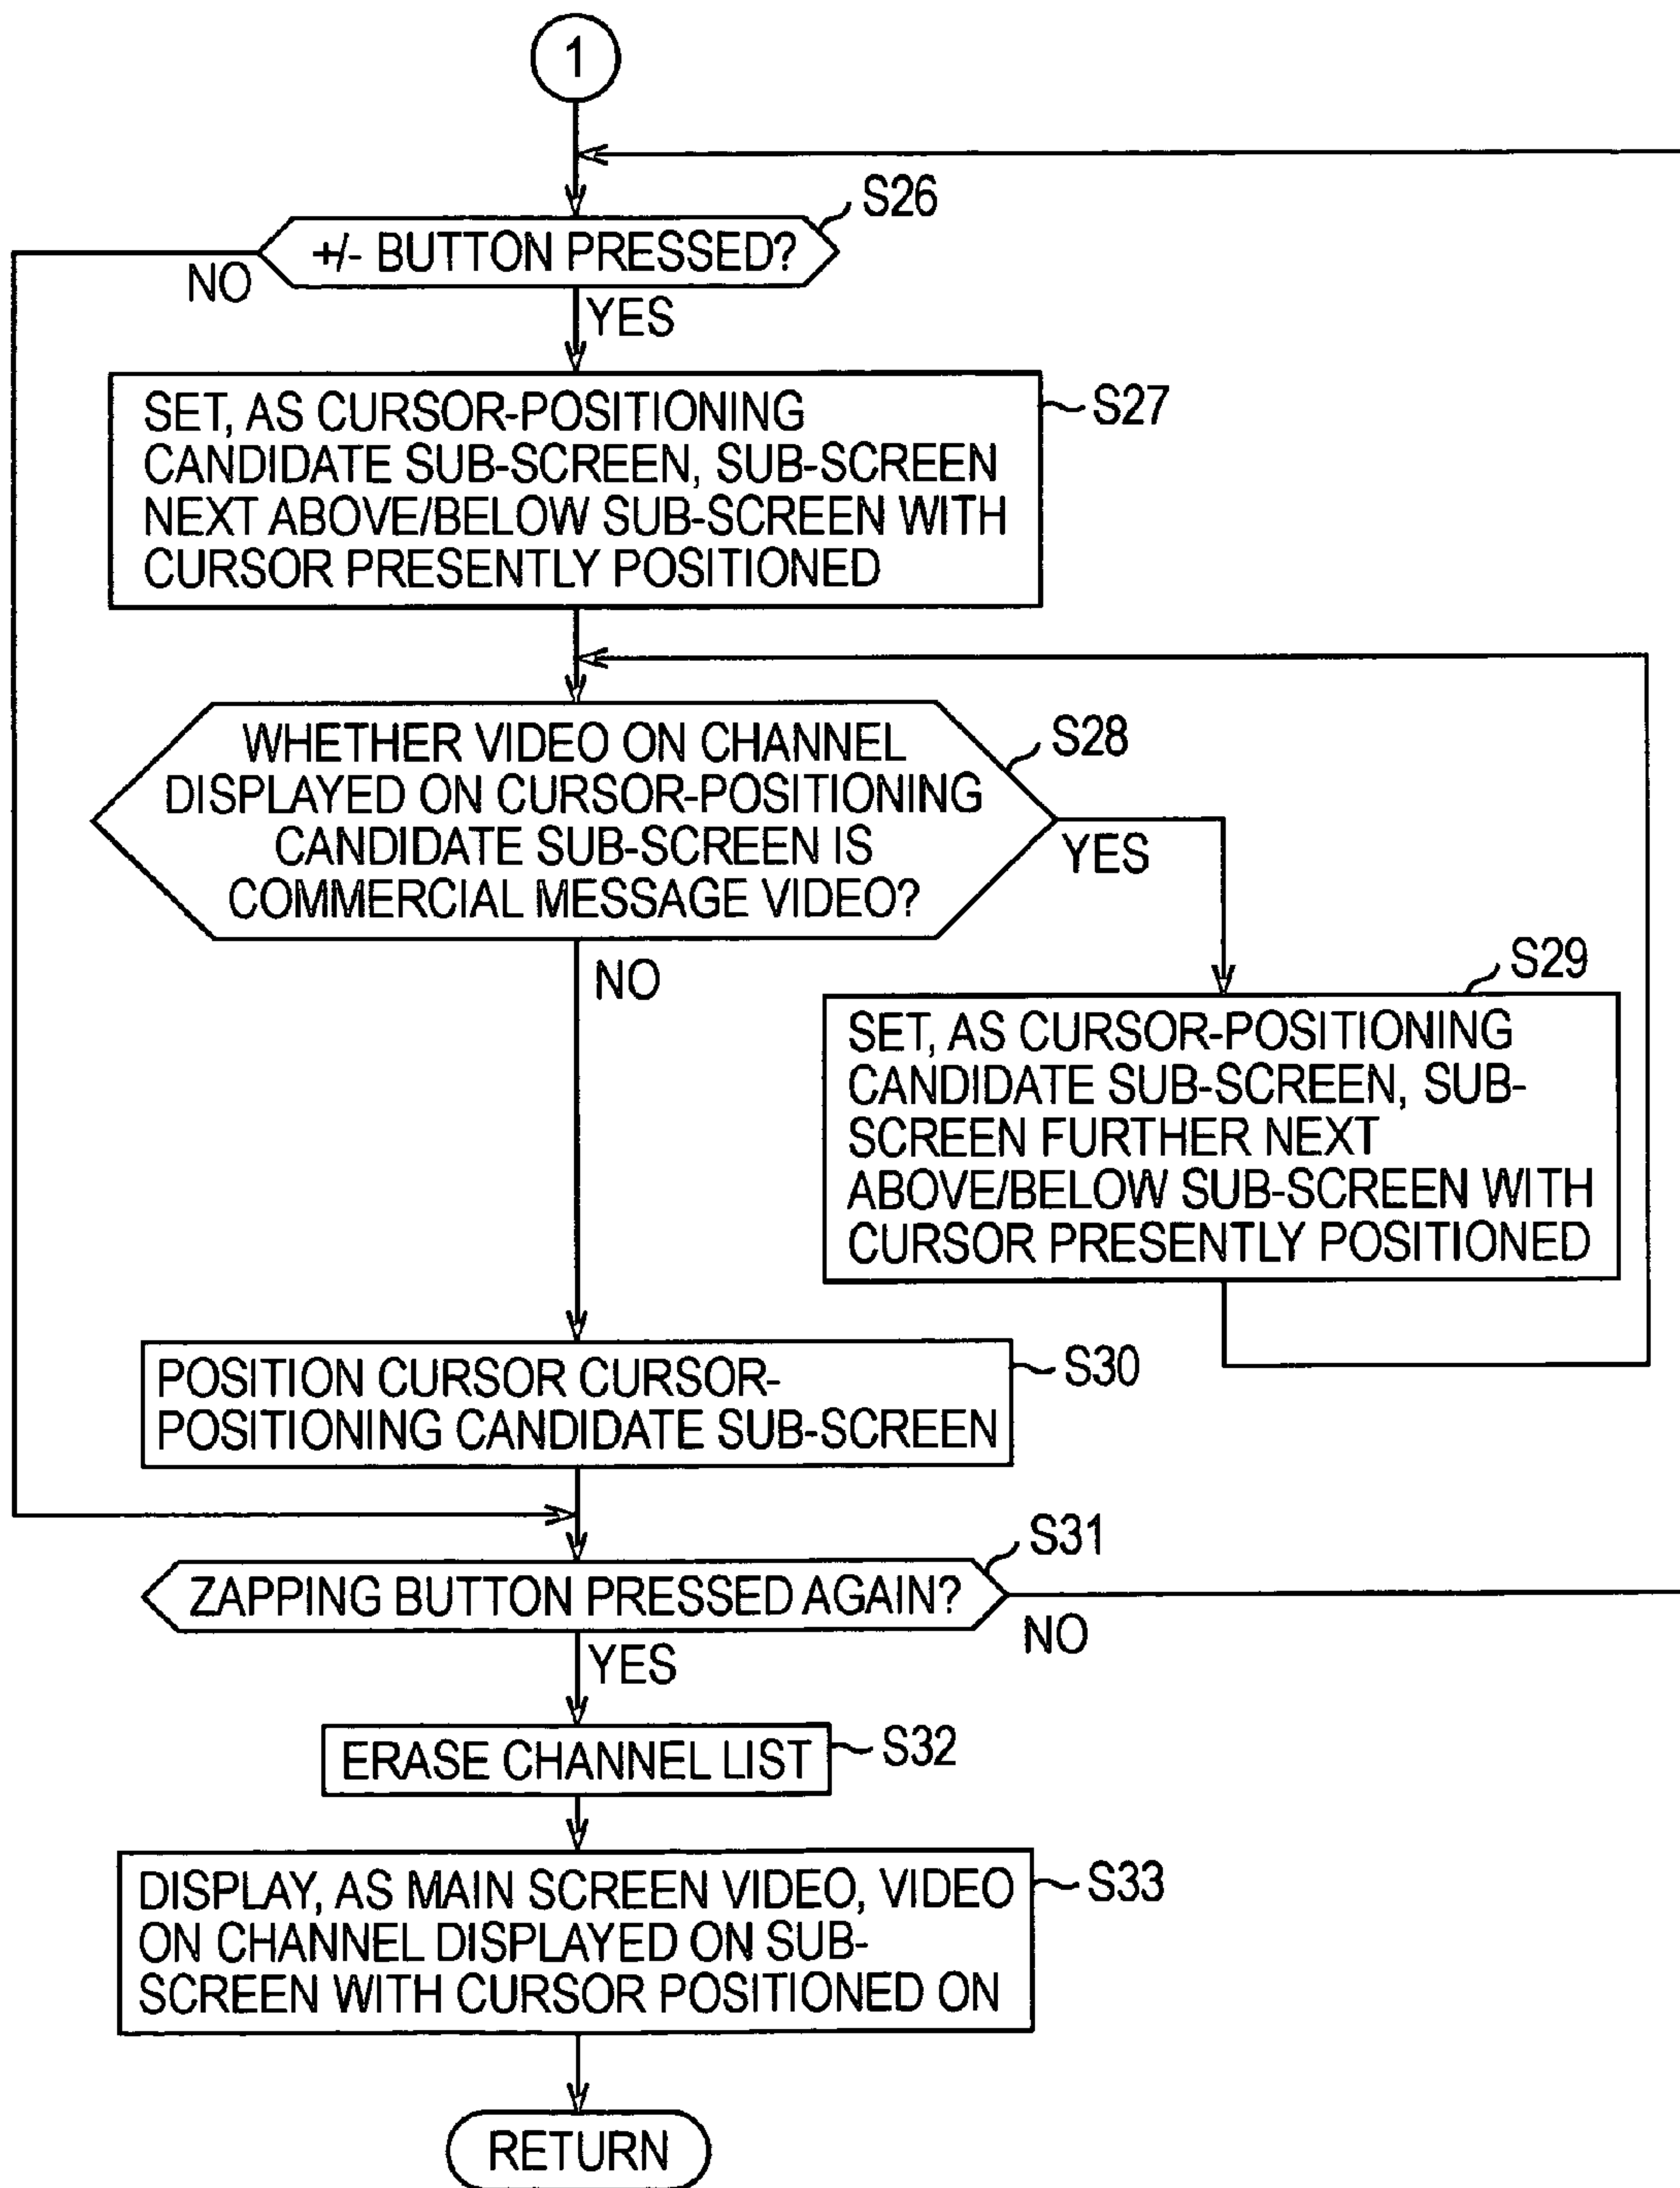 1
S26
+/- BUTTON PRESSED?
NO
YES
S27
SET, AS CURSOR-POSITIONING
CANDIDATE SUB-SCREEN, SUB-SCREEN
NEXT ABOVE/BELOW SUB-SCREEN WITH
CURSOR PRESENTLY POSITIONED
S28
WHETHER VIDEO ON CHANNEL
DISPLAYED ON CURSOR-POSITIONING
CANDIDATE SUB-SCREEN IS
COMMERCIAL MESSAGE VIDEO?
YES
NO
S29
SET, AS CURSOR-POSITIONING
CANDIDATE SUB-SCREEN, SUB-
SCREEN FURTHER NEXT
ABOVE/BELOW SUB-SCREEN WITH
CURSOR PRESENTLY POSITIONED
S30
POSITION CURSOR CURSOR-
POSITIONING CANDIDATE SUB-SCREEN
S31
ZAPPING BUTTON PRESSED AGAIN?
NO
YES
S32
ERASE CHANNEL LIST
S33
DISPLAY, AS MAIN SCREEN VIDEO, VIDEO
ON CHANNEL DISPLAYED ON SUB-
SCREEN WITH CURSOR POSITIONED ON
RETURN